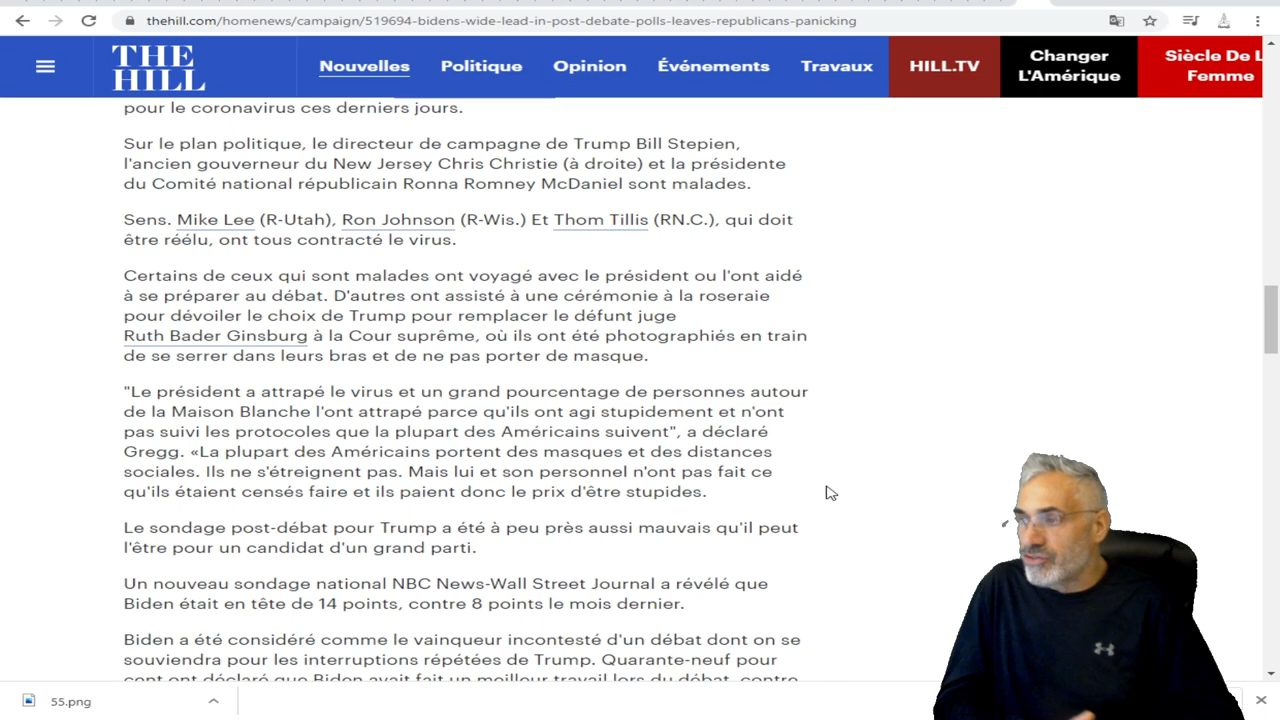 thehill.com/homenews/campaign/519694-bidens-wide-lead-in-post-debate-polls-leaves-republicans-panicking
THE HILL
Nouvelles
Politique
Opinion
Événements
Travaux
HILL.TV
Changer L'Amérique
Siècle De L
Femme
pour le coronavirus ces derniers jours.
Sur le plan politique, le directeur de campagne de Trump Bill Stepien,
l'ancien gouverneur du New Jersey Chris Christie (à droite) et la présidente
du Comité national républicain Ronna Romney McDaniel sont malades.
Sens. Mike Lee (R-Utah), Ron Johnson (R-Wis.) Et Thom Tillis (RN.C.), qui doit
être réélu, ont tous contracté le virus.
Certains de ceux qui sont malades ont voyagé avec le président ou l'ont aidé
à se préparer au débat. D'autres ont assisté à une cérémonie à la roseraie
pour dévoiler le choix de Trump pour remplacer le défunt juge
Ruth Bader Ginsburg à la Cour suprême, où ils ont été photographiés en train
de se serrer dans leurs bras et de ne pas porter de masque.
"Le président a attrapé le virus et un grand pourcentage de personnes autour
de la Maison Blanche l'ont attrapé parce qu'ils ont agi stupidement et n'ont
pas suivi les protocoles que la plupart des Américains suivent", a déclaré
Gregg. «La plupart des Américains portent des masques et des distances
sociales. Ils ne s'étreignent pas. Mais lui et son personnel n'ont pas fait ce
qu'ils étaient censés faire et ils paient donc le prix d'être stupides.
Le sondage post-débat pour Trump a été à peu près aussi mauvais qu'il peut
l'être pour un candidat d'un grand parti.
Un nouveau sondage national NBC News-Wall Street Journal a révélé que
Biden était en tête de 14 points, contre 8 points le mois dernier.
Biden a été considéré comme le vainqueur incontesté d'un débat dont on se
souviendra pour les interruptions répétées de Trump. Quarante-neuf pour
cent ont déclaré que Biden avait fait un meilleur travail lors du débat, contre
55.png